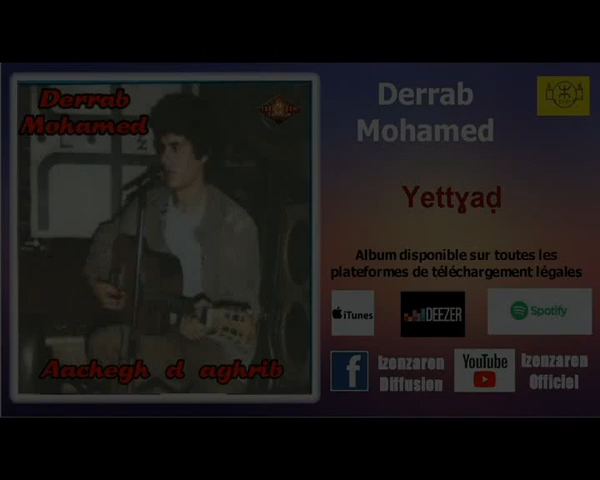 Derrab
Mohamed
Aachegh d aghrib
Derrab
Mohamed
Yettɣaḍ
Album disponible sur toutes les
plateformes de téléchargement légales
iTunes
DEEZER
Spotify
Izenzaren
Diffusion
YouTube
Izenzaren
Officiel